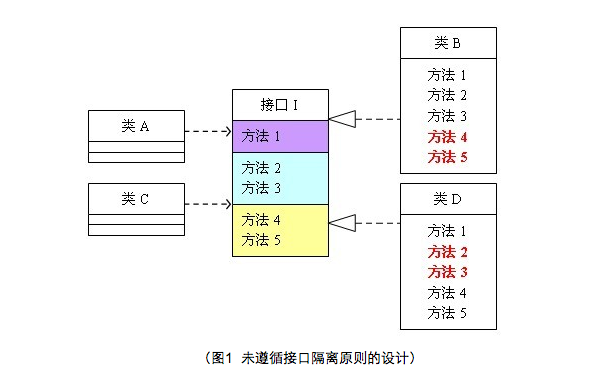 类 A
类 C
接口 I
方法 1
方法 2
方法 3
方法 4
方法 5
类 B
方法 1
方法 2
方法 3
方法 4
方法 5
类 D
方法 1
方法 2
方法 3
方法 4
方法 5
（图1 未遵循接口隔离原则的设计）